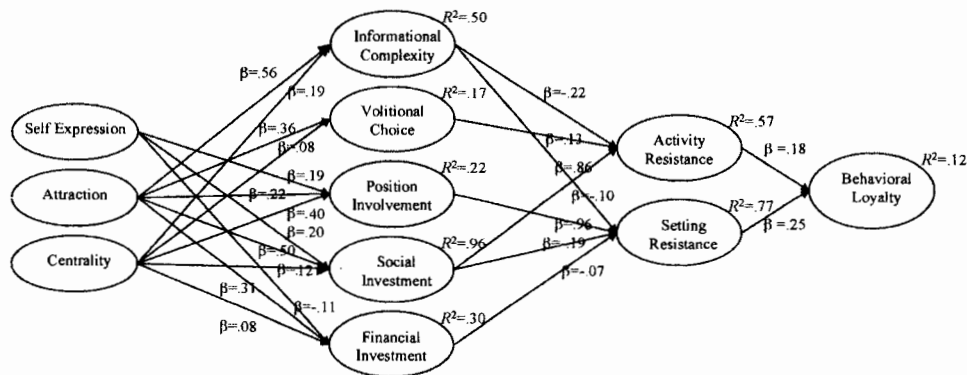 R²=.50
Informational
Complexity
β=.56
β=.19
β=-.22
R²=.17
Volitional
Choice
β=.36
β=.08
β=.13
R²=.57
Self Expression
Activity
Resistance
β=.86
β=.18
R²=.22
β=.19
Position
Involvement
Attraction
β=.22
β=-.10
R²=.12
Behavioral
Loyalty
β=.40
β=.20
β=.96
R²=.77
Setting
Resistance
β=.25
R²=.96
β=.19
β=.50
Centrality
Social
Investment
β=.12
β=-.07
β=.31
β=-.11
R²=.30
β=.08
Financial
Investment